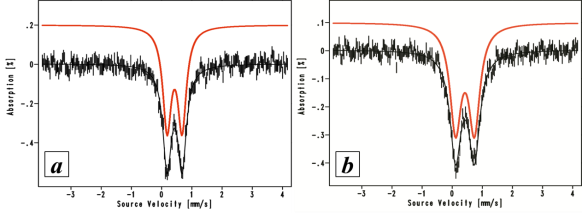 .2
0
-.2
-.4
Absorption [%]
a
-3 -2 -1 0 1 2 3 4
Source Velocity [mm/s]
.1
0
-.1
-.2
-.3
-.4
Absorption [%]
b
-3 -2 -1 0 1 2 3 4
Source Velocity [mm/s]